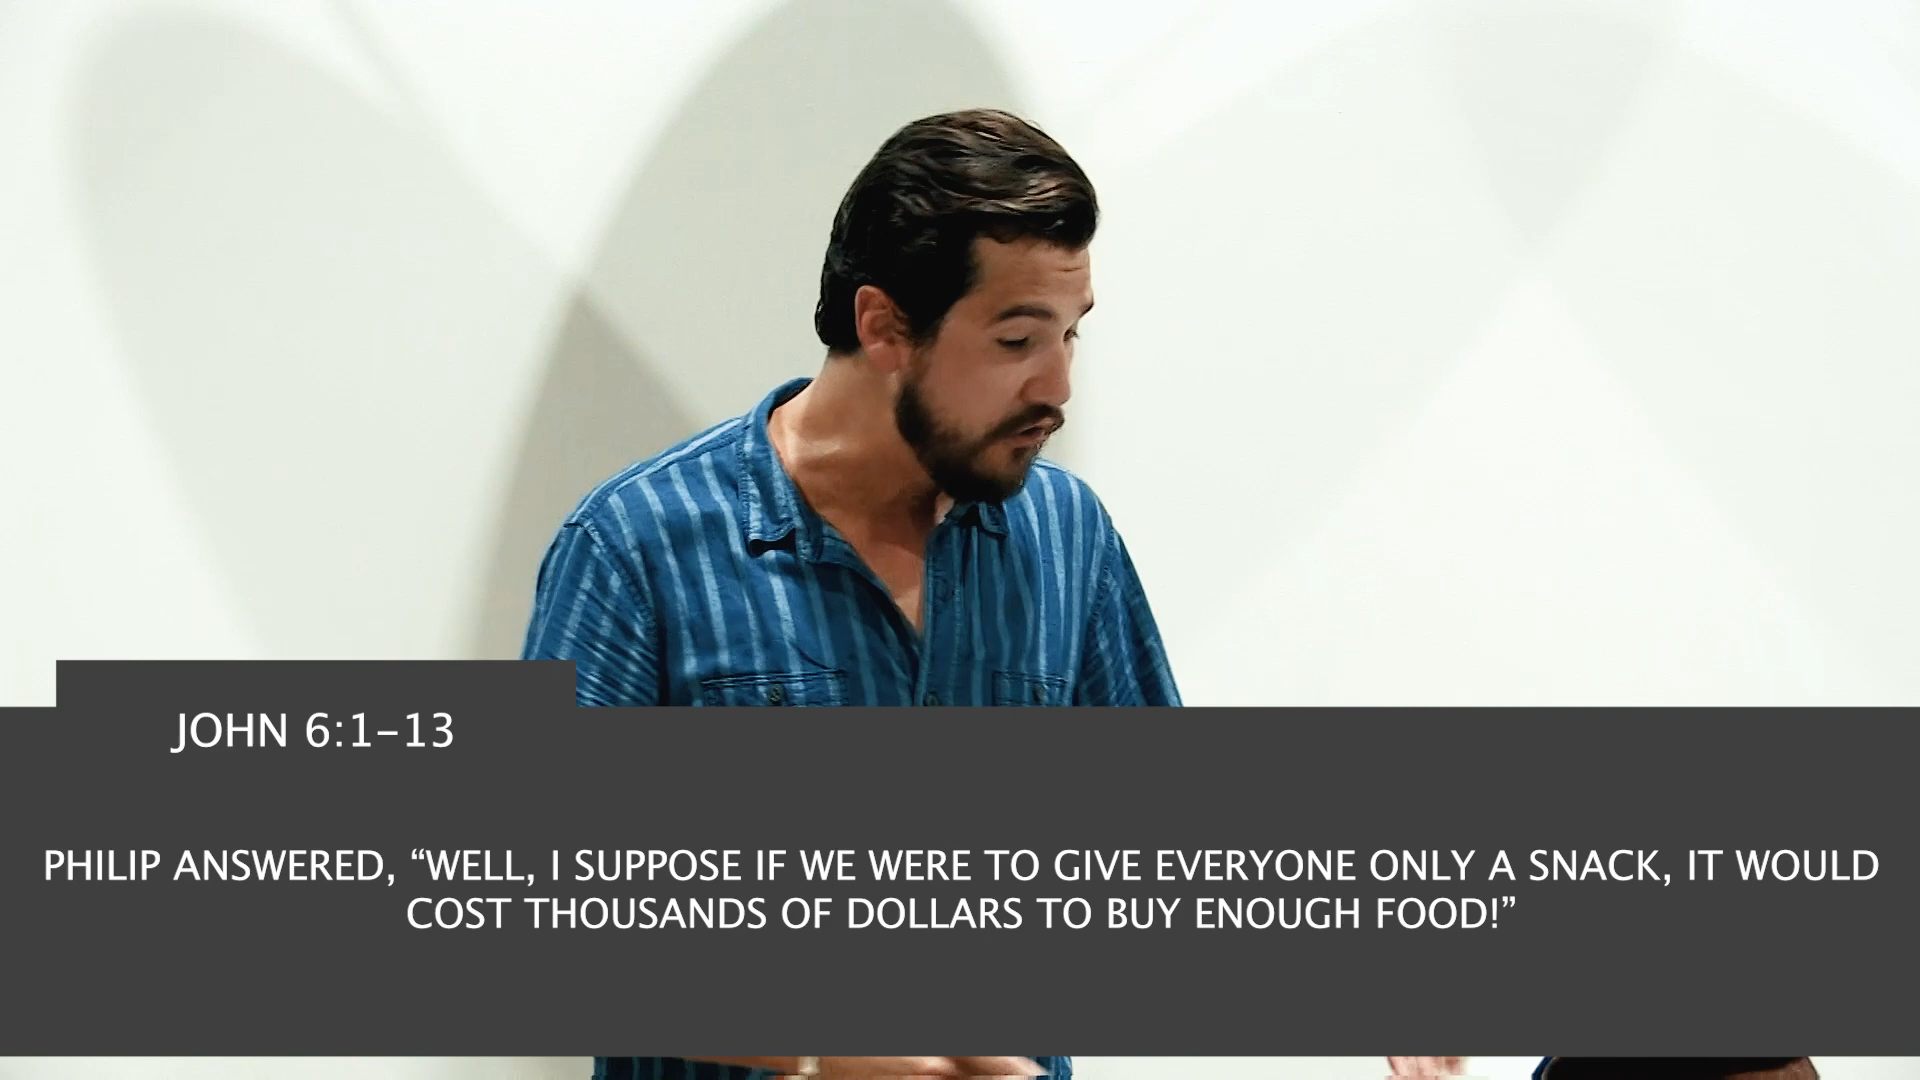 JOHN 6:1–13
PHILIP ANSWERED, “WELL, I SUPPOSE IF WE WERE TO GIVE EVERYONE ONLY A SNACK, IT WOULD
COST THOUSANDS OF DOLLARS TO BUY ENOUGH FOOD!”